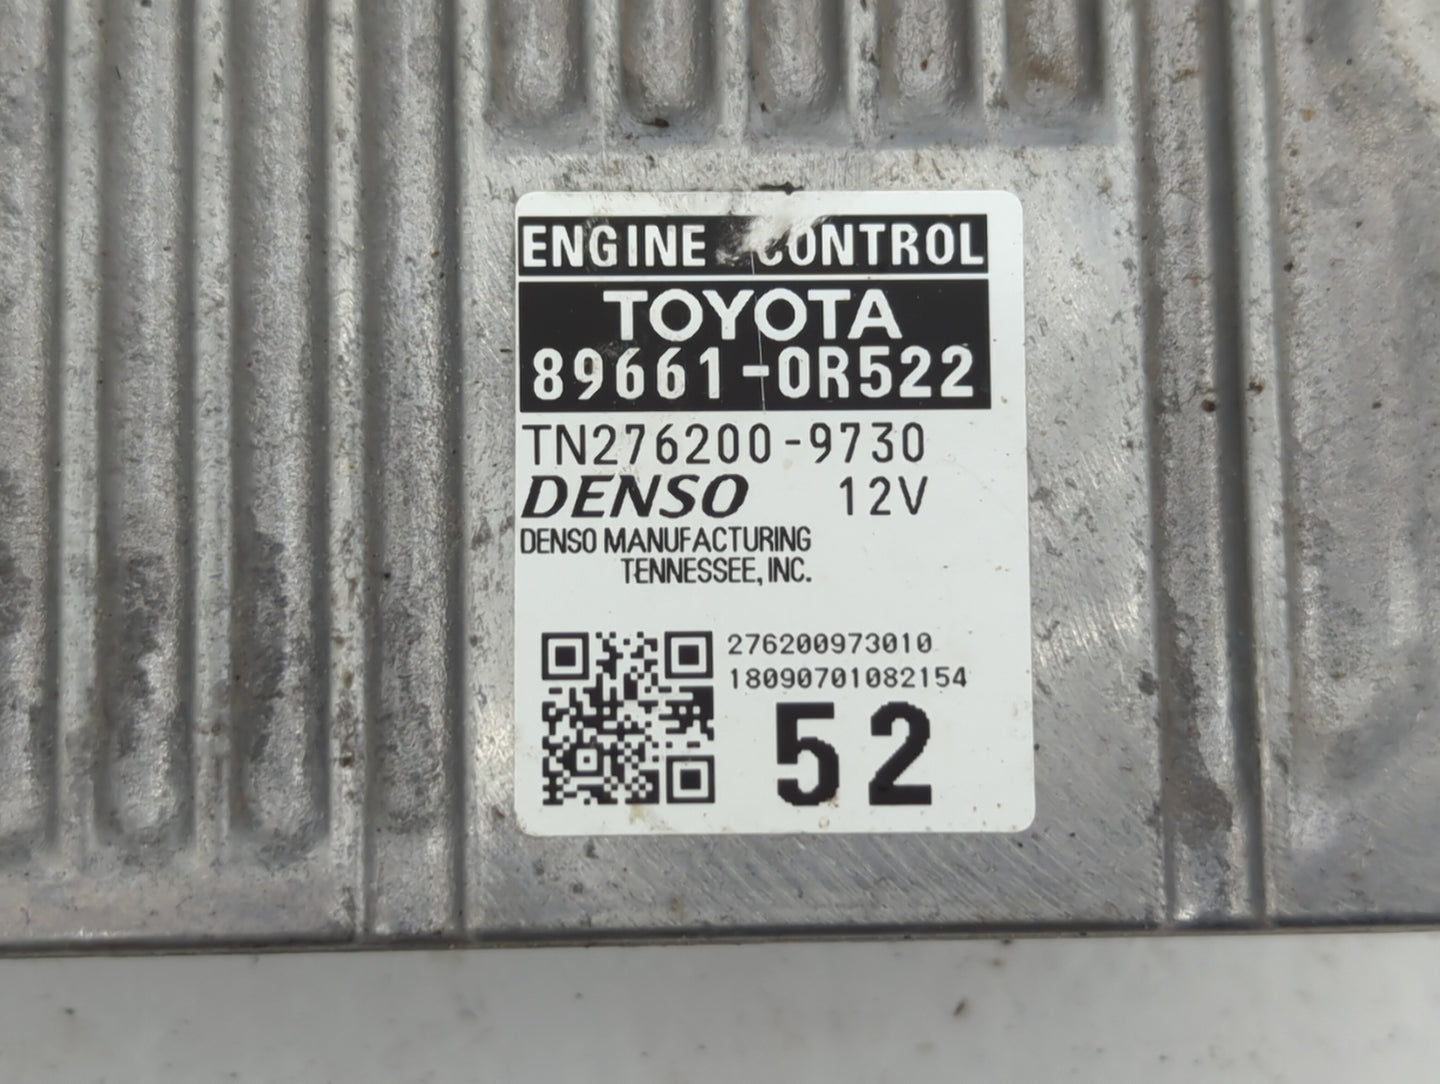 ENGINE CONTROL
TOYOTA
89661-0R522
TN276200-9730
DENSO 12V
DENSO MANUFACTURING
TENNESSEE, INC.
276200973010
18090701082154
52